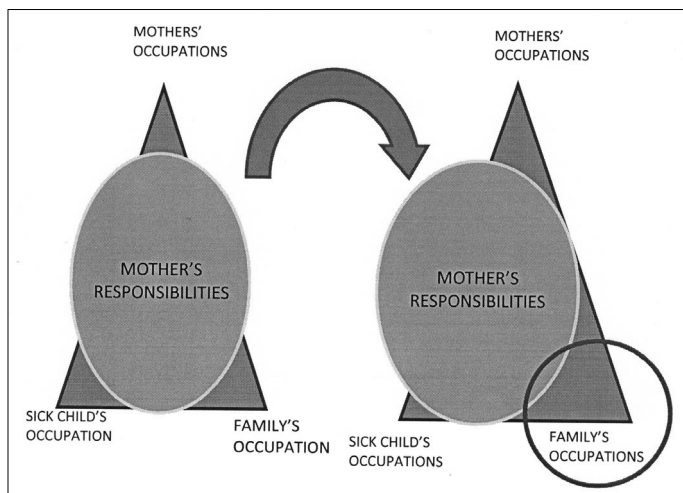 MOTHERS'
OCCUPATIONS
MOTHER'S
RESPONSIBILITIES
SICK CHILD'S
OCCUPATION
FAMILY'S
OCCUPATION
MOTHERS'
OCCUPATIONS
MOTHER'S
RESPONSIBILITIES
SICK CHILD'S
OCCUPATIONS
FAMILY'S
OCCUPATIONS